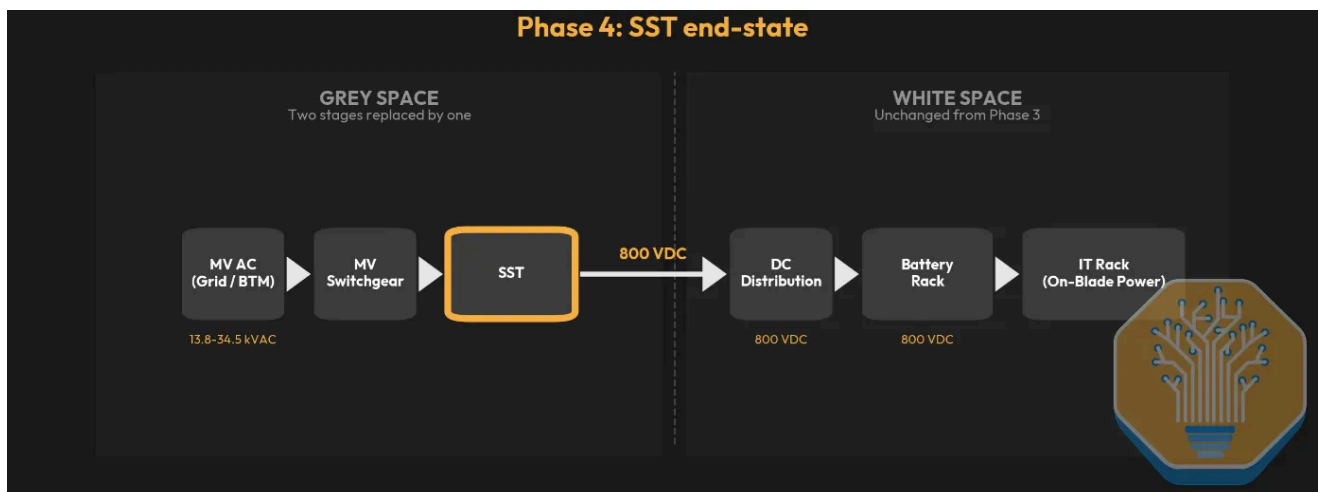 Phase 4: SST end-state
GREY SPACE
Two stages replaced by one
WHITE SPACE
Unchanged from Phase 3
MV AC
(Grid / BTM)
MV
Switchgear
SST
800 VDC
DC
Distribution
Battery
Rack
IT Rack
(On-Blade Power)
13.8-34.5 kVAC
800 VDC
800 VDC